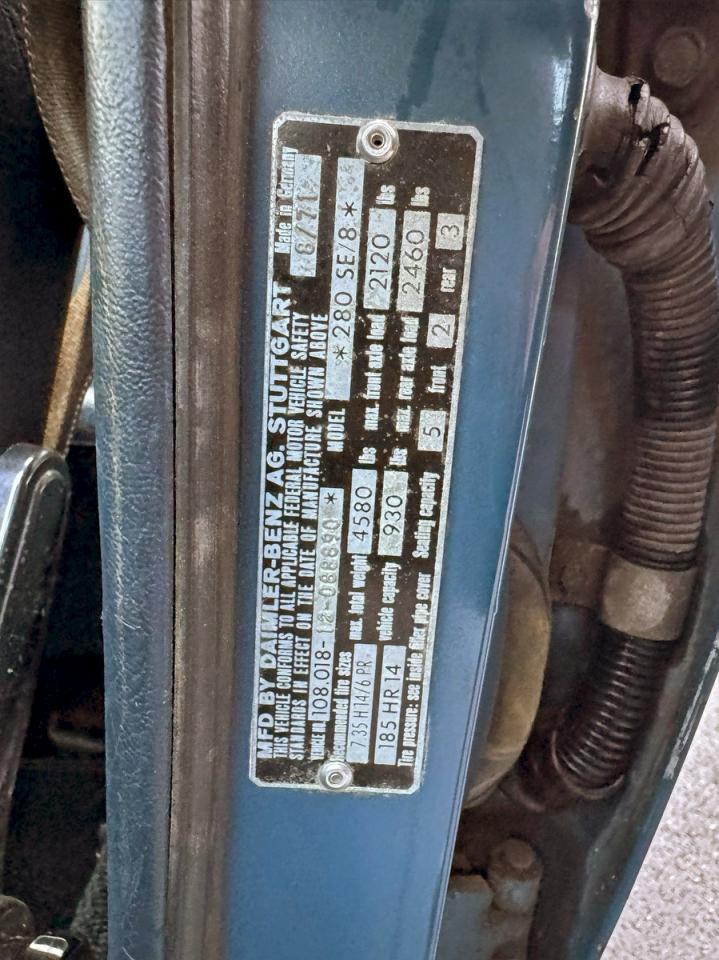 MFD. BY DAIMLER-BENZ AG. STUTTGART Made in Germany
THIS VEHICLE CONFORMS TO ALL APPLICABLE FEDERAL MOTOR VEHICLE SAFETY 6/71
STANDARDS IN EFFECT ON THE DATE OF MANUFACTURE SHOWN ABOVE
108.018- * MODEL *280 SE/8*
Recommended tire sizes max. total weight 4580 lbs max. front axle load 2120 lbs
7.35 H14/6 PR. vehicle capacity 930 lbs max. rear axle load 2460 lbs
185 HR 14
Tire pressure: see inside filler pipe cover Seating capacity 5 front 2 rear 3